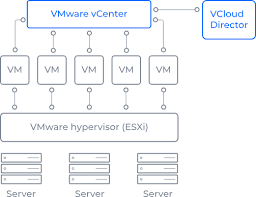 VMware vCenter
VCloud
Director
VM VM VM VM VM
VMware hypervisor (ESXi)
Server Server Server